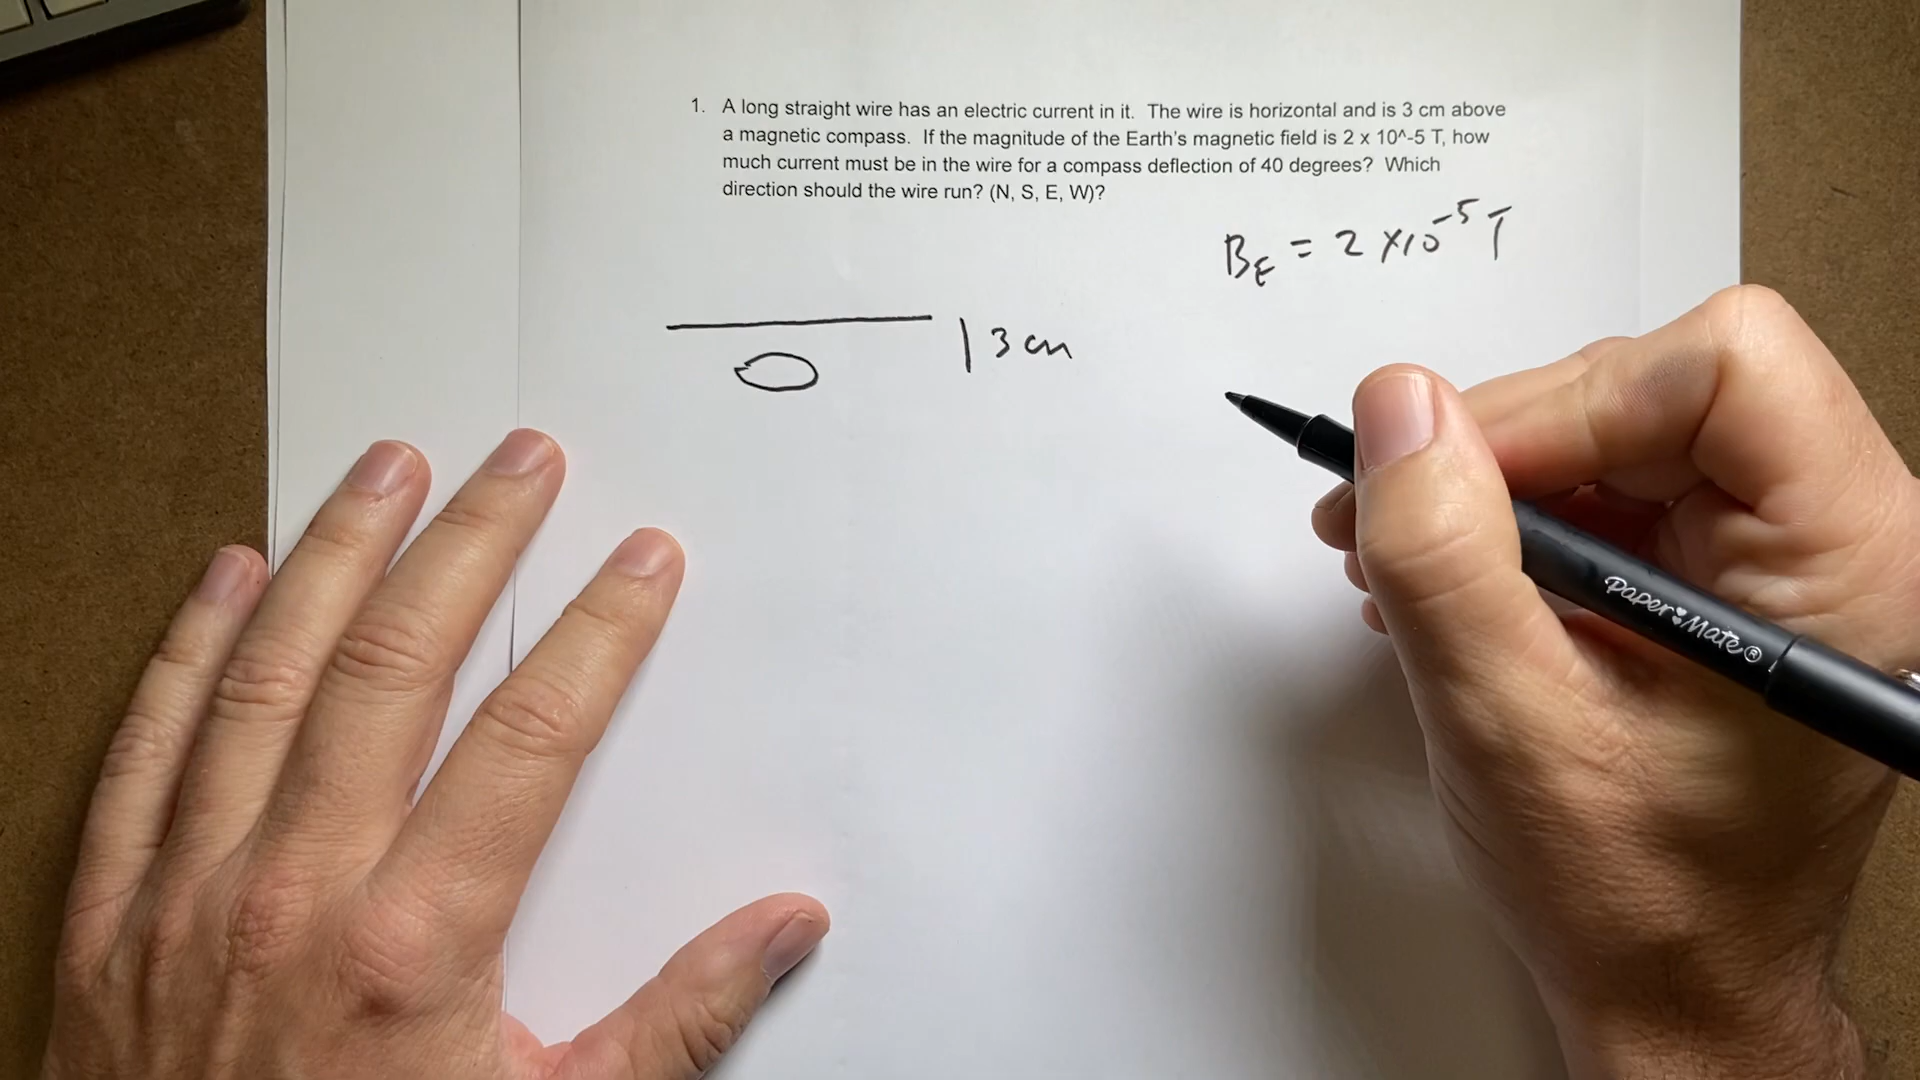 1. A long straight wire has an electric current in it. The wire is horizontal and is 3 cm above
a magnetic compass. If the magnitude of the Earth's magnetic field is 2 x 10^-5 T, how
much current must be in the wire for a compass deflection of 40 degrees? Which
direction should the wire run? (N, S, E, W)?
B_E = 2 × 10^-5 T
3 cm
Paper Mate®